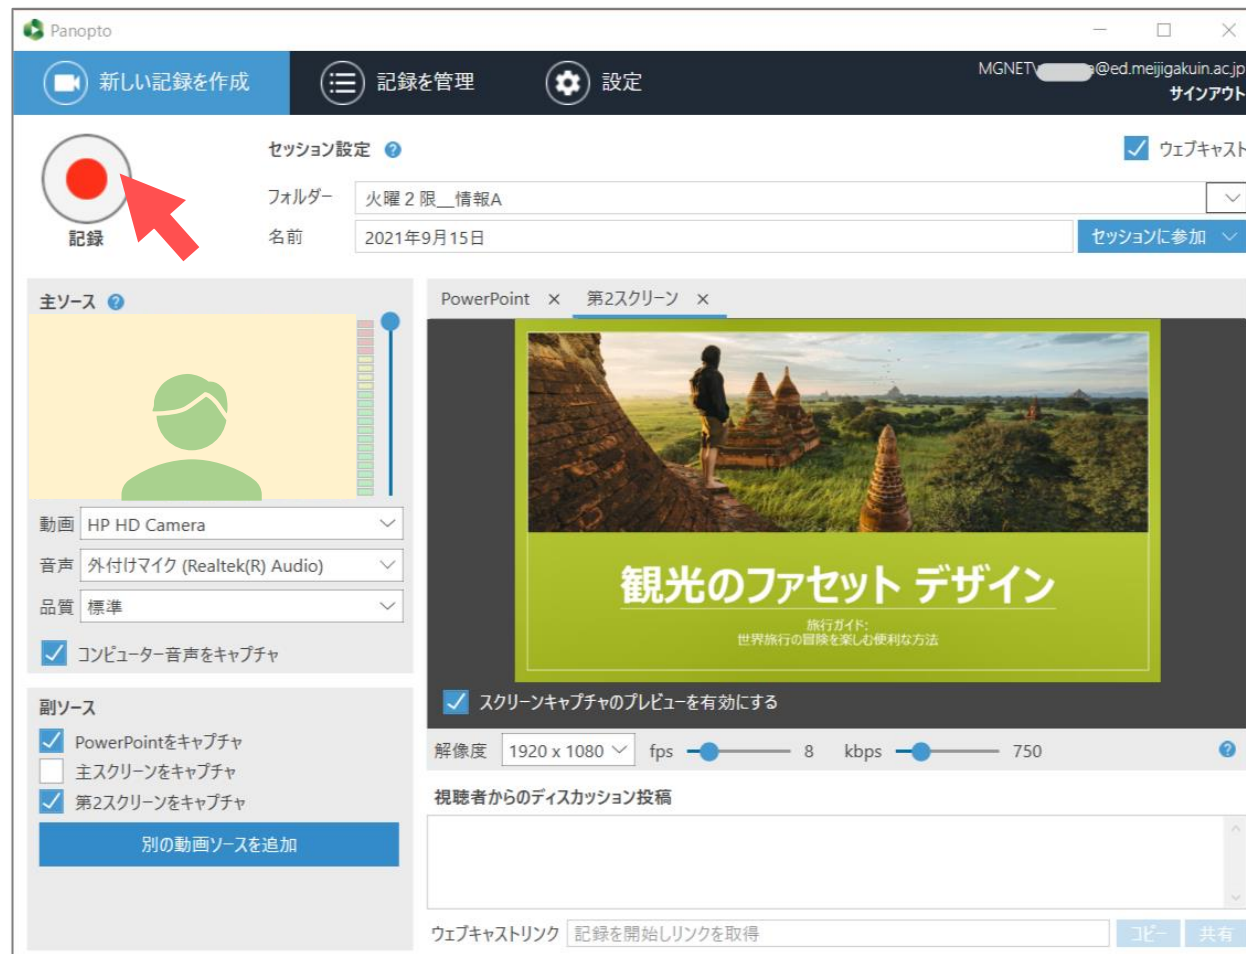 Panopto
新しい記録を作成 記録を管理 設定 MGNET\ @ed.meijigakuin.ac.jp
サインアウト
記録
セッション設定 ? ウェブキャスト
フォルダー 火曜２限__情報A
名前 2021年9月15日 セッションに参加
主ソース ?
動画 HP HD Camera
音声 外付けマイク (Realtek(R) Audio)
品質 標準
コンピューター音声をキャプチャ
副ソース
PowerPointをキャプチャ
主スクリーンをキャプチャ
第2スクリーンをキャプチャ
別の動画ソースを追加
PowerPoint × 第2スクリーン ×
観光のファセット デザイン
旅行ガイド:
世界旅行の冒険を楽しむ便利な方法
スクリーンキャプチャのプレビューを有効にする
解像度 1920 x 1080 fps 8 kbps 750 ?
視聴者からのディスカッション投稿
ウェブキャストリンク 記録を開始しリンクを取得 コピー 共有